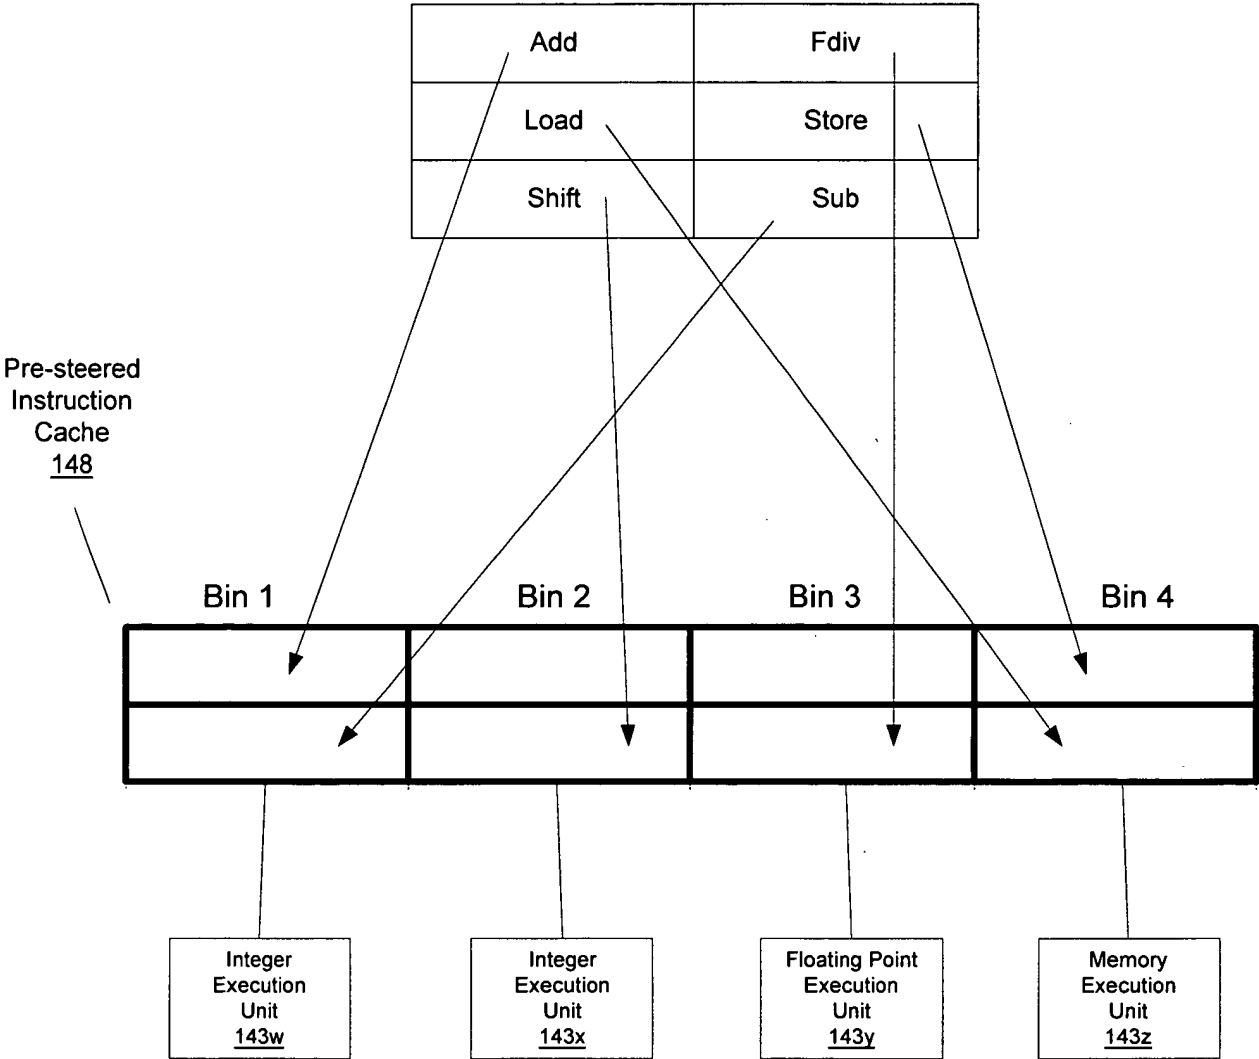 Add
Fdiv
Load
Store
Shift
Sub
Pre-steered
Instruction
Cache
148
Bin 1
Bin 2
Bin 3
Bin 4
Integer
Execution
Unit
143w
Integer
Execution
Unit
143x
Floating Point
Execution
Unit
143y
Memory
Execution
Unit
143z